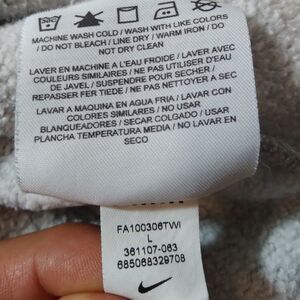 MACHINE WASH COLD / WASH WITH LIKE COLORS
/ DO NOT BLEACH / LINE DRY / WARM IRON / DO
NOT DRY CLEAN
LAVER EN MACHINE A L'EAU FROIDE / LAVER AVEC
COULEURS SIMILAIRES / NE PAS UTILISER D'EAU
DE JAVEL / SUSPENDRE POUR SECHER /
REPASSER FER TIEDE / NE PAS NETTOYER A SEC
LAVAR A MAQUINA EN AGUA FRIA / LAVAR CON
COLORES SIMILARES / NO USAR
BLANQUEADORES / SECAR COLGADO / USAR
PLANCHA TEMPERATURA MEDIA / NO LAVAR EN
SECO
FA100306TWI
L
361107-063
685068329708